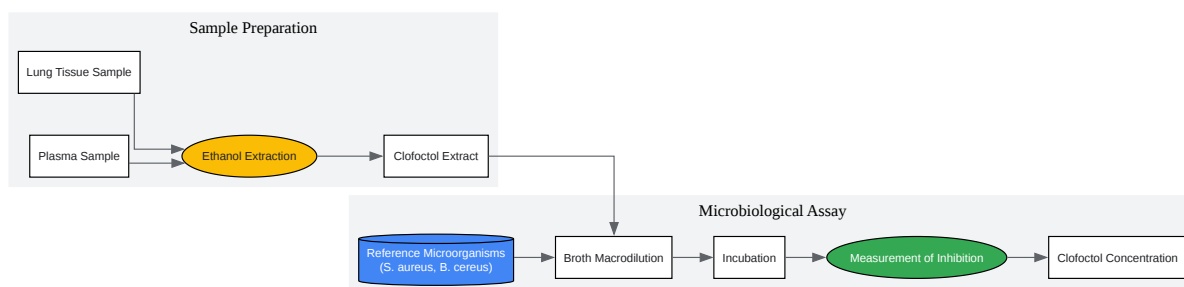 Sample Preparation
Lung Tissue Sample
Plasma Sample
Ethanol Extraction
Clofoctol Extract
Microbiological Assay
Reference Microorganisms
(S. aureus, B. cereus)
Broth Macrodilution
Incubation
Measurement of Inhibition
Clofoctol Concentration